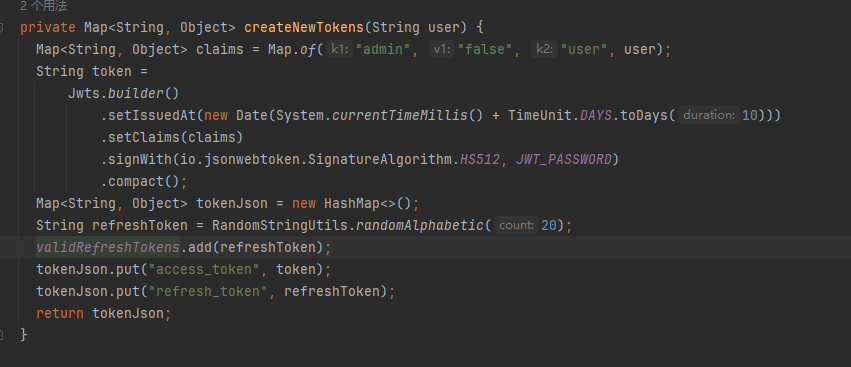 2 个用法
private Map<String, Object> createNewTokens(String user) {
  Map<String, Object> claims = Map.of( k1: "admin", v1: "false", k2: "user", user);
  String token =
      Jwts.builder()
          .setIssuedAt(new Date(System.currentTimeMillis() + TimeUnit.DAYS.toDays( duration: 10)))
          .setClaims(claims)
          .signWith(io.jsonwebtoken.SignatureAlgorithm.HS512, JWT_PASSWORD)
          .compact();
  Map<String, Object> tokenJson = new HashMap<>();
  String refreshToken = RandomStringUtils.randomAlphabetic( count: 20);
  validRefreshTokens.add(refreshToken);
  tokenJson.put("access_token", token);
  tokenJson.put("refresh_token", refreshToken);
  return tokenJson;
}